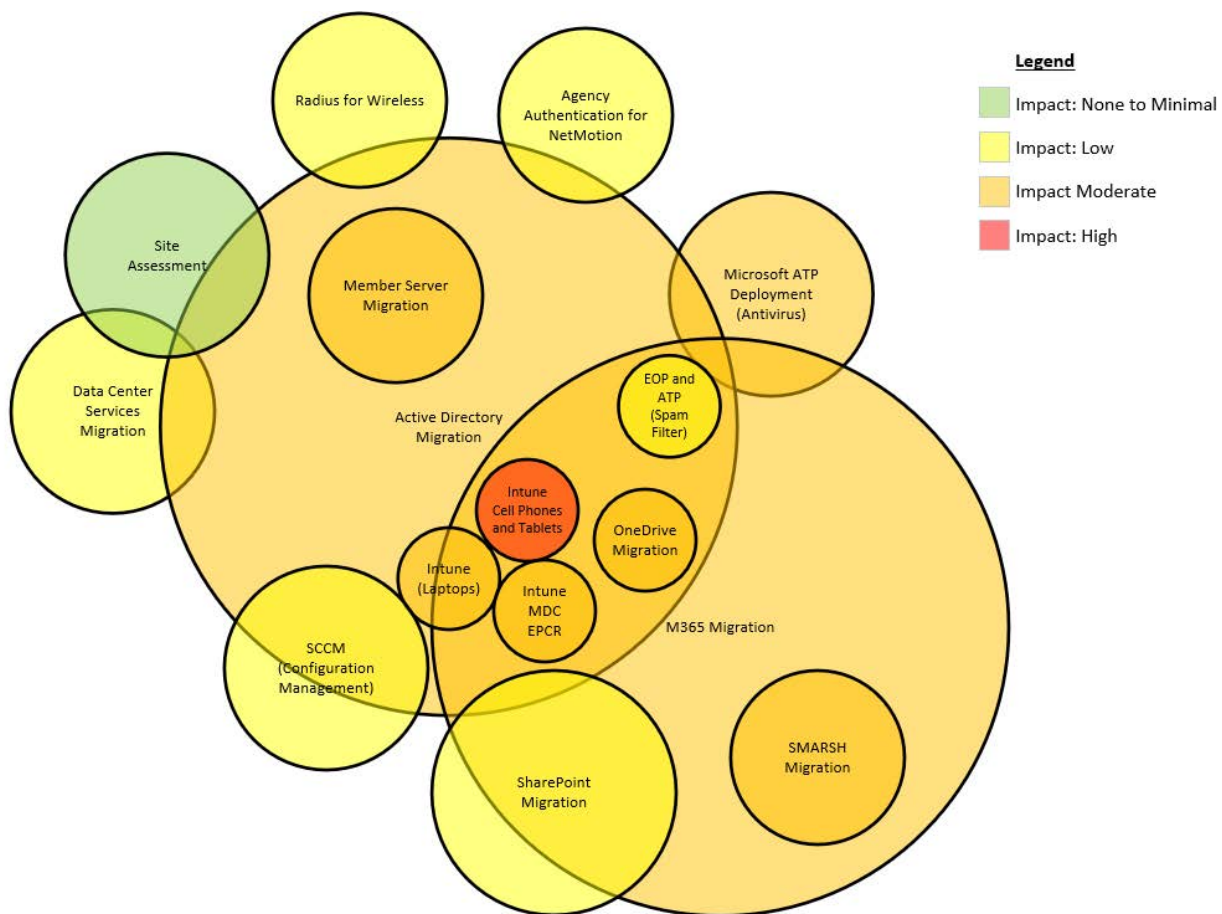 Legend
Impact: None to Minimal
Impact: Low
Impact Moderate
Impact: High
Radius for Wireless
Agency
Authentication for
NetMotion
Site
Assessment
Member Server
Migration
Microsoft ATP
Deployment
(Antivirus)
Data Center
Services
Migration
Active Directory
Migration
EOP and
ATP
(Spam
Filter)
Intune
Cell Phones
and Tablets
OneDrive
Migration
Intune
(Laptops)
Intune
MDC
EPCR
M365 Migration
SCCM
(Configuration
Management)
SharePoint
Migration
SMARSH
Migration